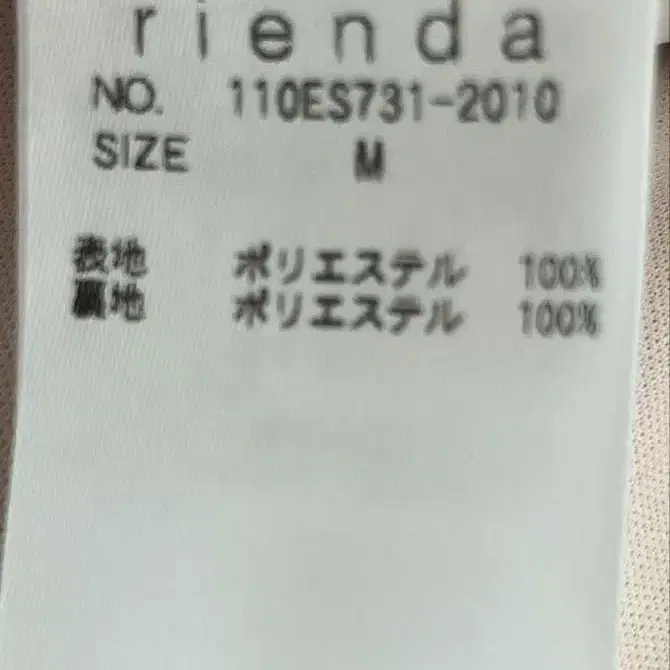 rienda
NO. 110ES731-2010
SIZE M
表地 ポリエステル 100%
裏地 ポリエステル 100%